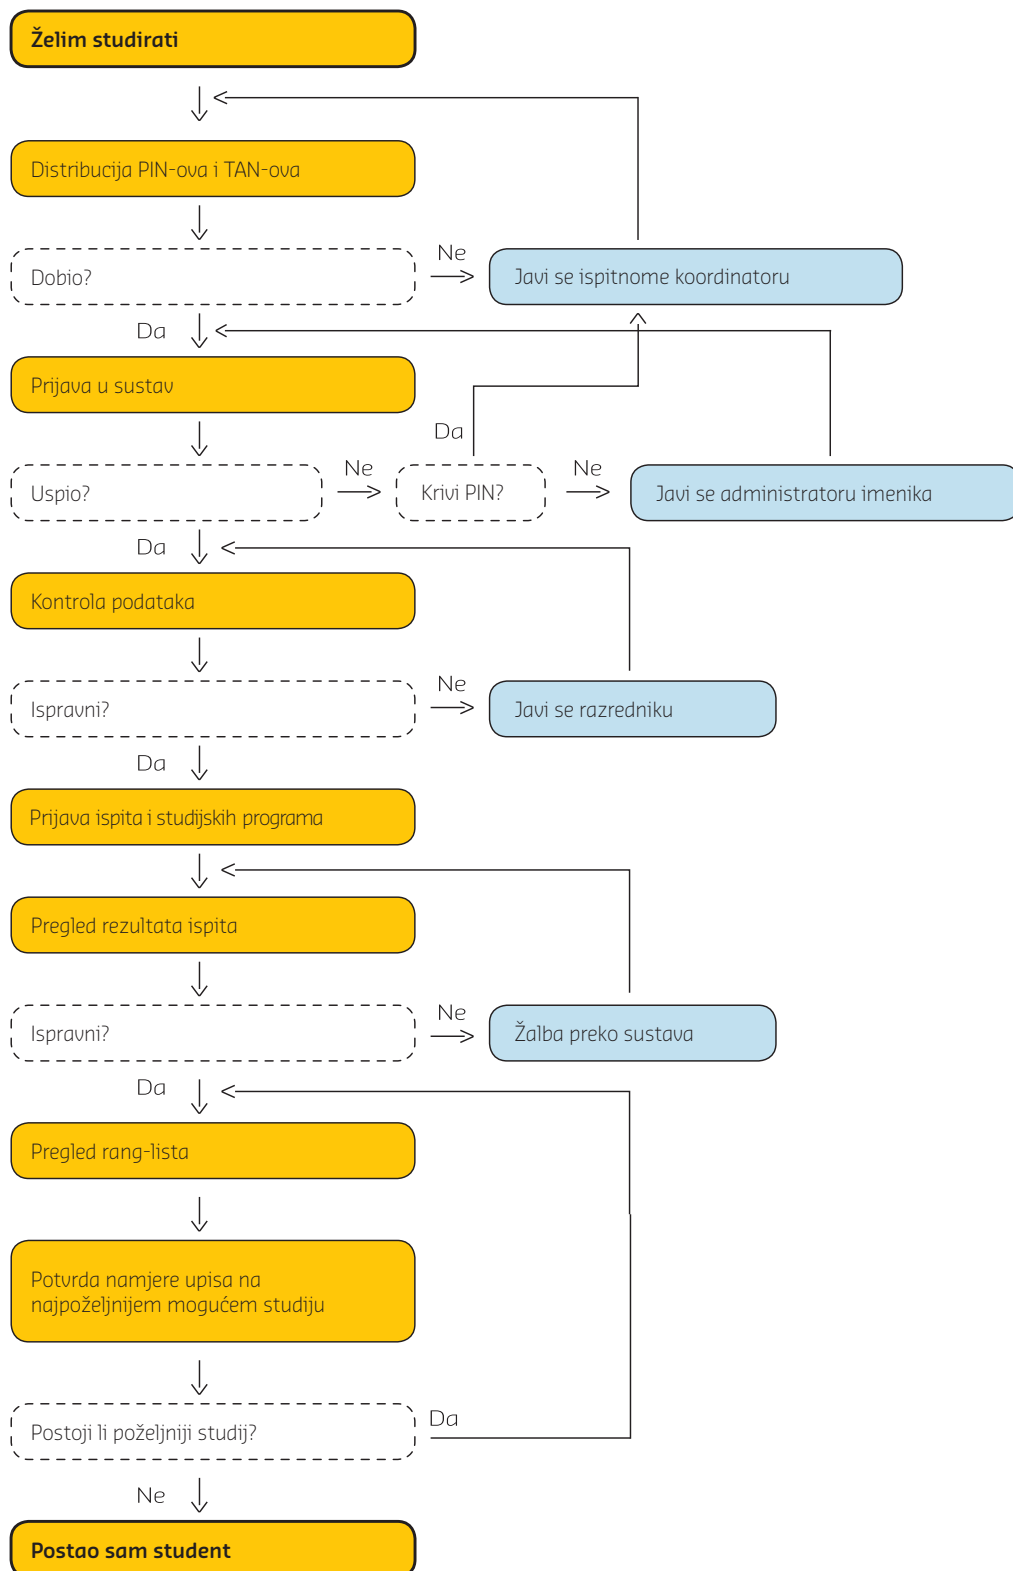 Želim studirati
Distribucija PIN-ova i TAN-ova
Dobio?
Ne
Javi se ispitnome koordinatoru
Da
Prijava u sustav
Da
Uspio?
Ne
Krivi PIN?
Ne
Javi se administratoru imenika
Da
Kontrola podataka
Ispravni?
Ne
Javi se razredniku
Da
Prijava ispita i studijskih programa
Pregled rezultata ispita
Ispravni?
Ne
Žalba preko sustava
Da
Pregled rang-lista
Potvrda namjere upisa na
najpoželjnijem mogućem studiju
Postoji li poželjniji studij?
Da
Ne
Postao sam student